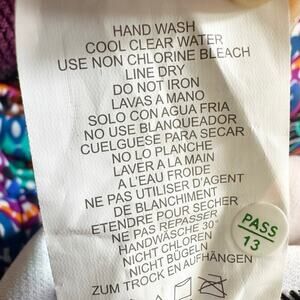 HAND WASH
COOL CLEAR WATER
USE NON CHLORINE BLEACH
LINE DRY
DO NOT IRON
LAVAS A MANO
SOLO CON AGUA FRIA
NO USE BLANQUEADOR
CUELGUESE PARA SECAR
NO LO PLANCHE
LAVER A LA MAIN
A L'EAU FROIDE
NE PAS UTILISER D'AGENT
DE BLANCHIMENT
ETENDRE POUR SECHER
NE PAS REPASSER
HANDWÄSCHE 30°
NICHT CHLOREN
NICHT BÜGELN
ZUM TROCK EN AUFHÄNGEN
PASS
13